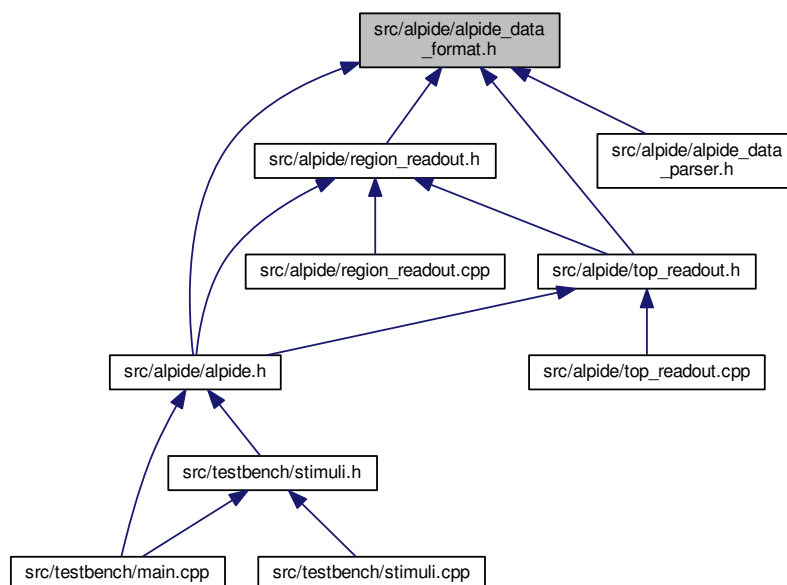 src/alpide/alpide_data
_format.h
src/alpide/region_readout.h
src/alpide/alpide_data
_parser.h
src/alpide/region_readout.cpp
src/alpide/top_readout.h
src/alpide/alpide.h
src/alpide/top_readout.cpp
src/testbench/stimuli.h
src/testbench/main.cpp
src/testbench/stimuli.cpp